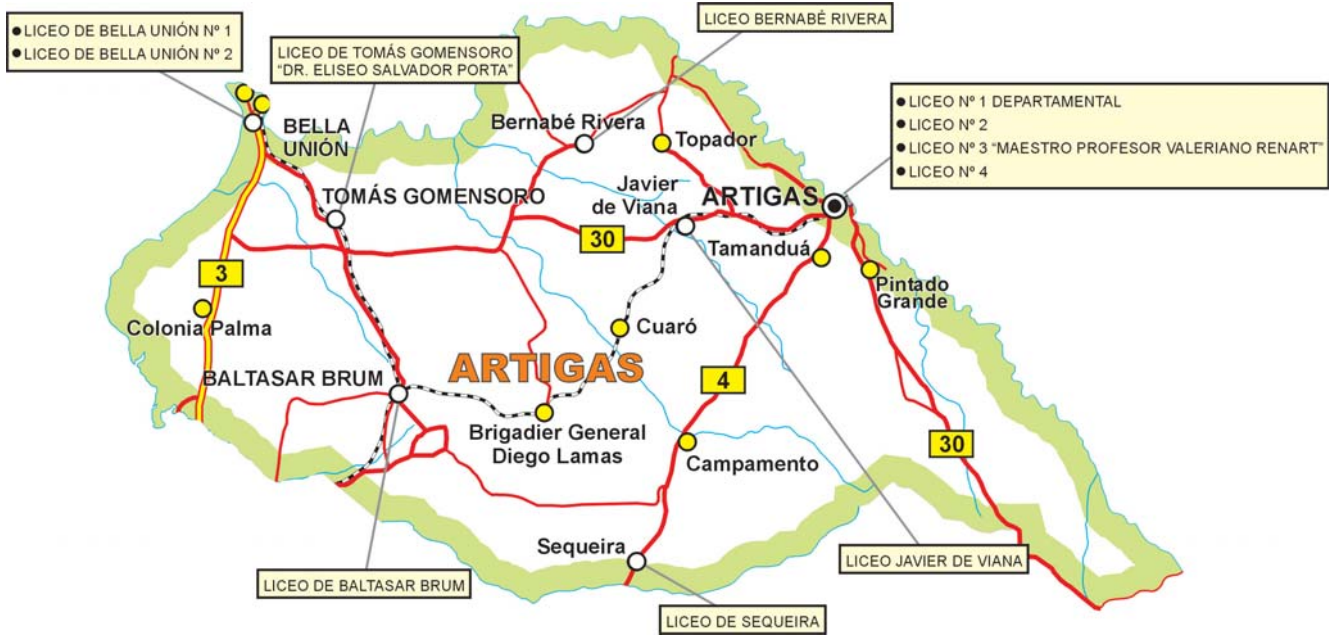 LICEO BERNABÉ RIVERA
● LICEO DE BELLA UNIÓN Nº 1
● LICEO DE BELLA UNIÓN Nº 2
LICEO DE TOMÁS GOMENSORO
“DR. ELISEO SALVADOR PORTA”
● LICEO Nº 1 DEPARTAMENTAL
● LICEO Nº 2
● LICEO Nº 3 “MAESTRO PROFESOR VALERIANO RENART”
● LICEO Nº 4
BELLA
UNIÓN
Bernabé Rivera
Topador
TOMÁS GOMENSORO
Javier
de Viana
ARTIGAS
30
Tamanduá
3
Pintado
Grande
Colonia Palma
Cuaró
BALTASAR BRUM
ARTIGAS
4
Brigadier General
Diego Lamas
Campamento
30
Sequeira
LICEO JAVIER DE VIANA
LICEO DE BALTASAR BRUM
LICEO DE SEQUEIRA